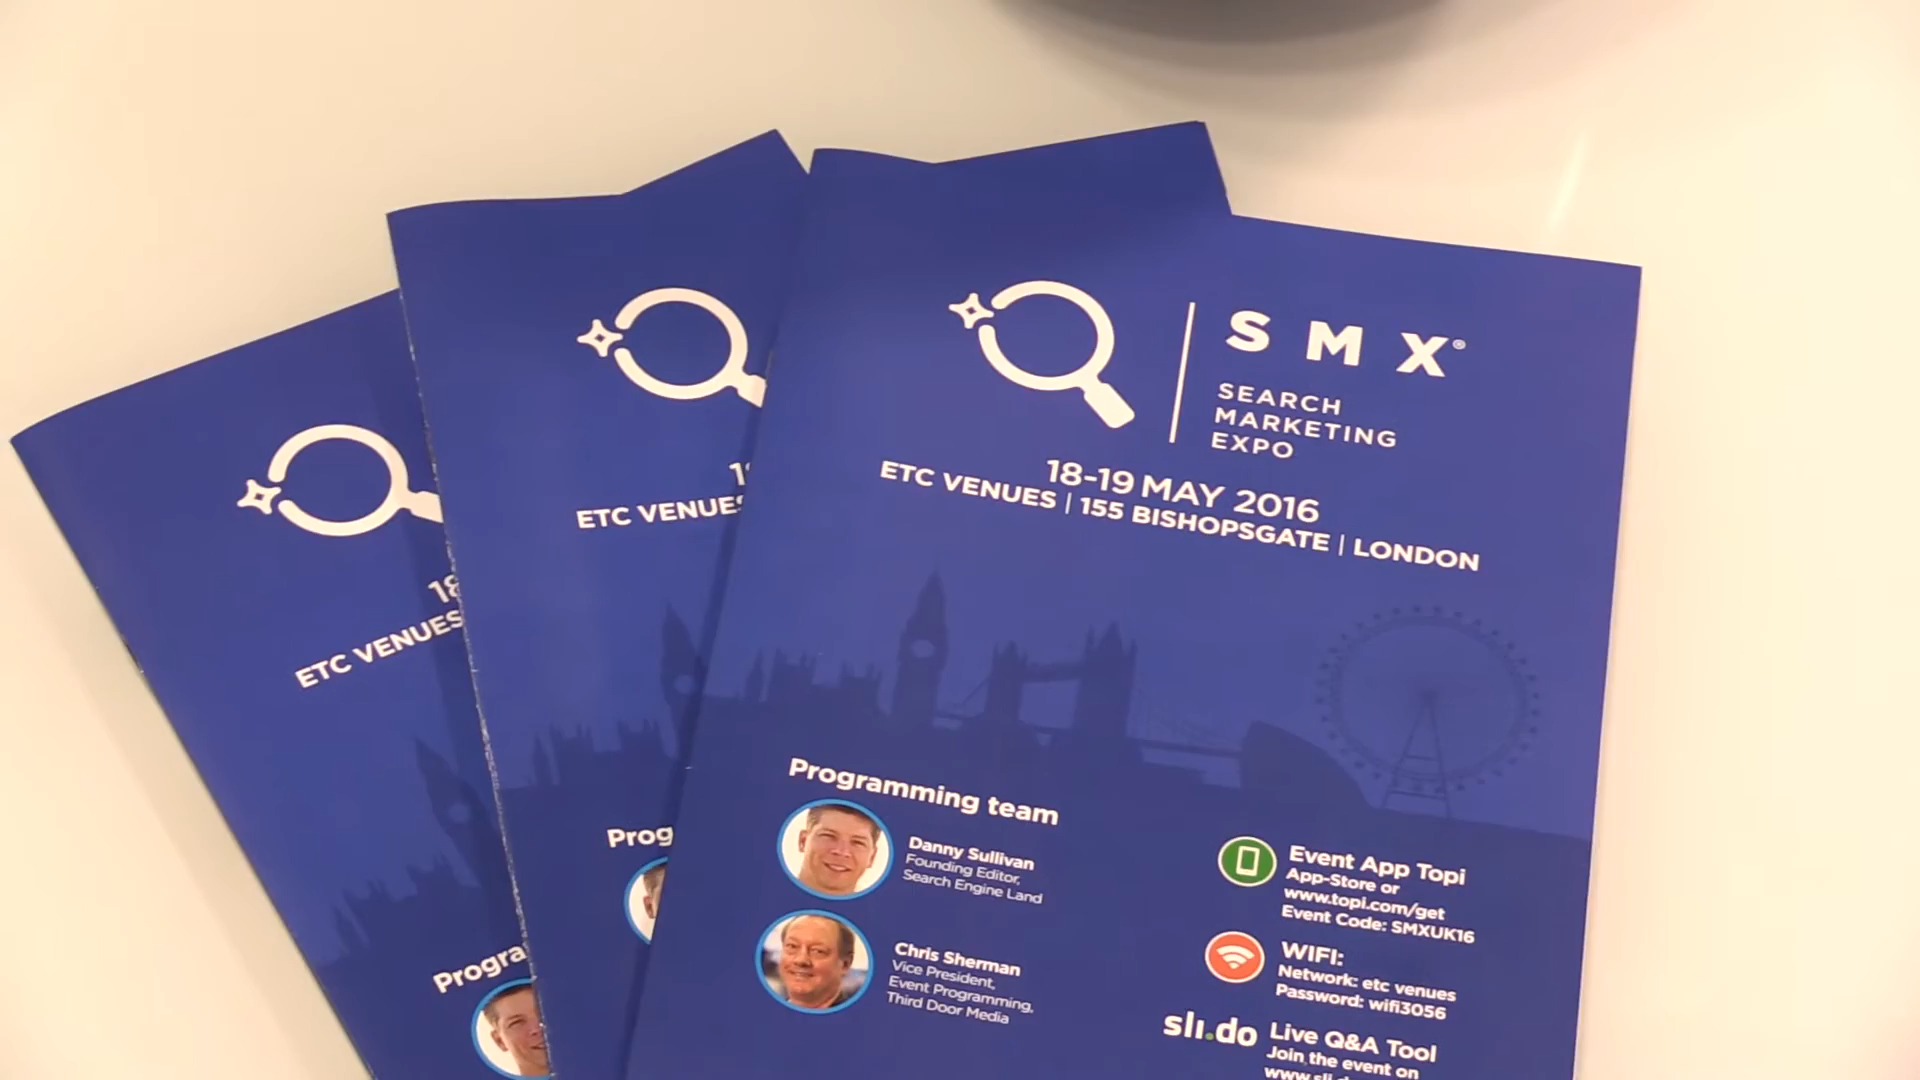 SMX®
SEARCH
MARKETING
EXPO
18-19 MAY 2016
ETC VENUES | 155 BISHOPSGATE | LONDON
Programming team
Danny Sullivan
Founding Editor,
Search Engine Land
Chris Sherman
Vice President,
Event Programming,
Third Door Media
Event App Topi
App-Store or
www.topi.com/get
Event Code: SMXUK16
WIFI:
Network: etc venues
Password: wifi3056
sli.do
Live Q&A Tool
Join the event on
18
ETC VENUES
Prog
18
ETC VENUES
Progra